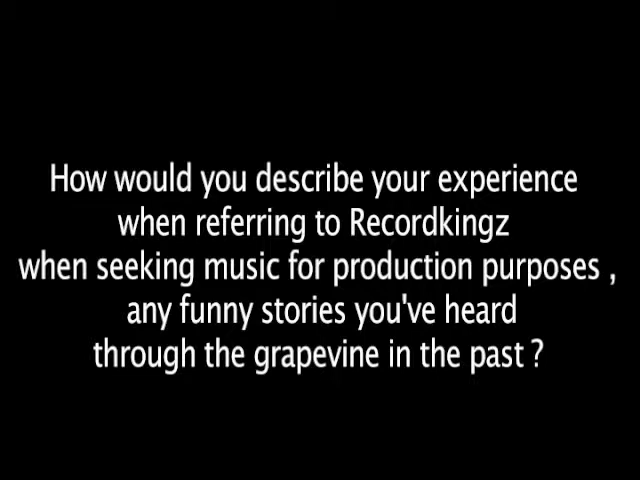 How would you describe your experience
when referring to Recordkingz
when seeking music for production purposes ,
any funny stories you've heard
through the grapevine in the past ?